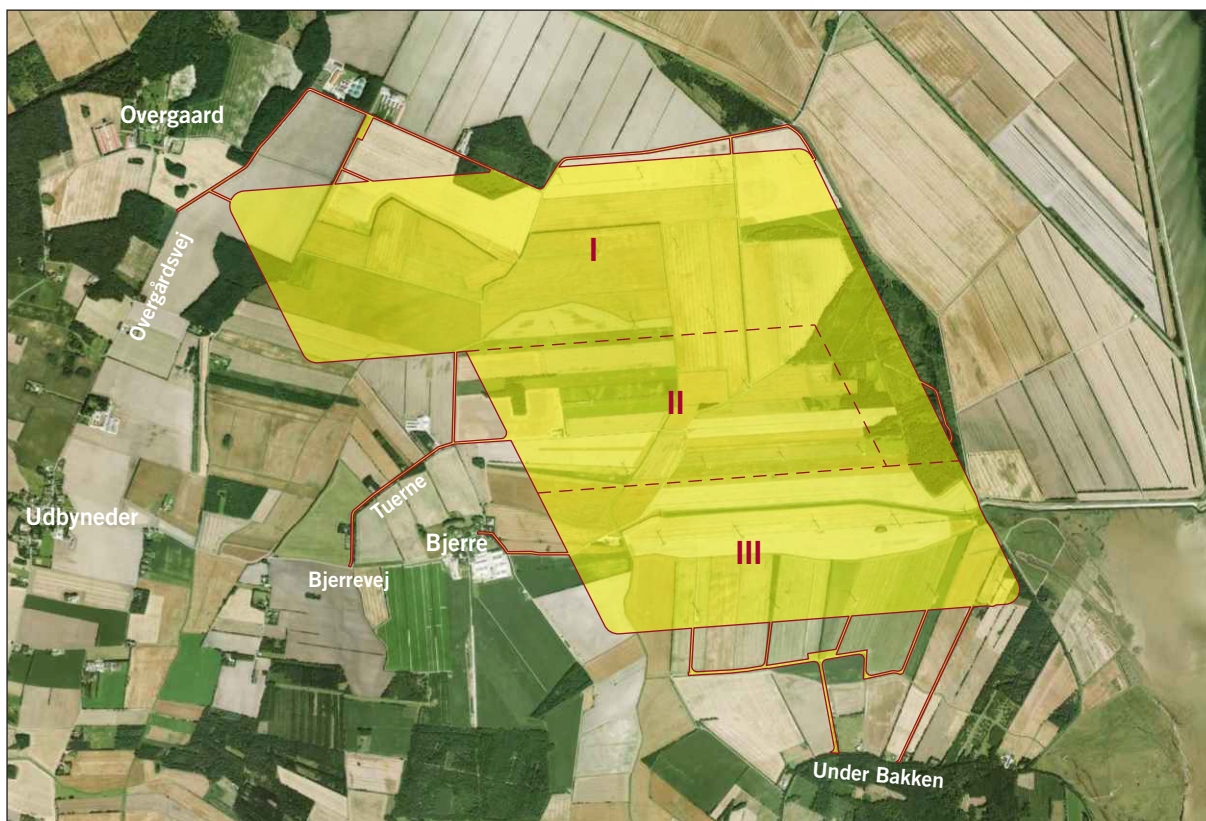 Overgaard
Overgårdsvej
I
II
Tuerne
Udbyneder
Bjerre
III
Bjerrevej
Under Bakken